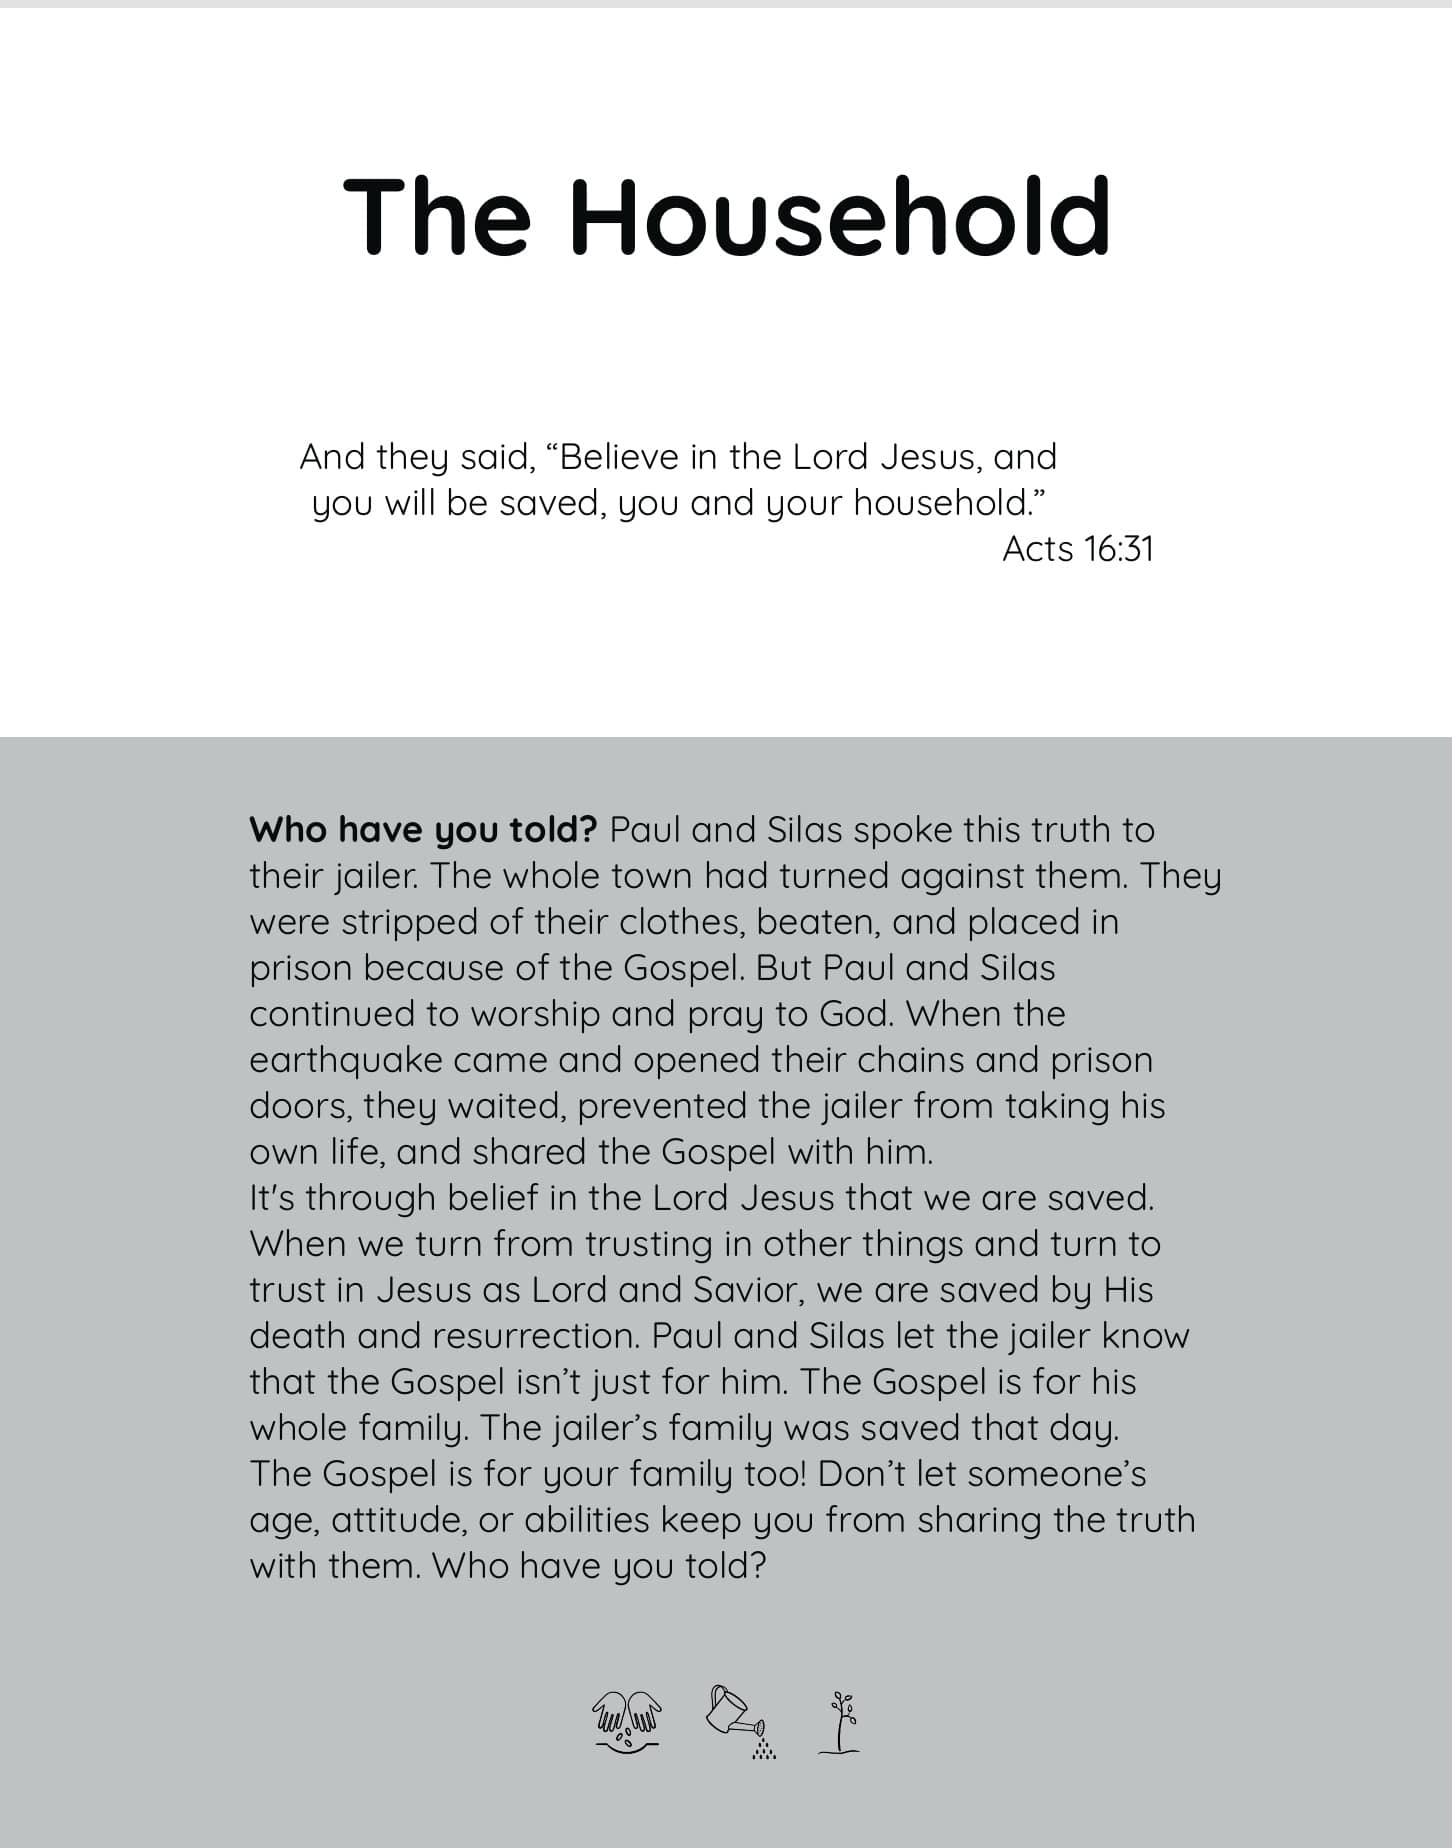 The Household
And they said, “Believe in the Lord Jesus, and
you will be saved, you and your household.”
Acts 16:31
Who have you told? Paul and Silas spoke this truth to
their jailer. The whole town had turned against them. They
were stripped of their clothes, beaten, and placed in
prison because of the Gospel. But Paul and Silas
continued to worship and pray to God. When the
earthquake came and opened their chains and prison
doors, they waited, prevented the jailer from taking his
own life, and shared the Gospel with him.
It's through belief in the Lord Jesus that we are saved.
When we turn from trusting in other things and turn to
trust in Jesus as Lord and Savior, we are saved by His
death and resurrection. Paul and Silas let the jailer know
that the Gospel isn’t just for him. The Gospel is for his
whole family. The jailer’s family was saved that day.
The Gospel is for your family too! Don’t let someone’s
age, attitude, or abilities keep you from sharing the truth
with them. Who have you told?